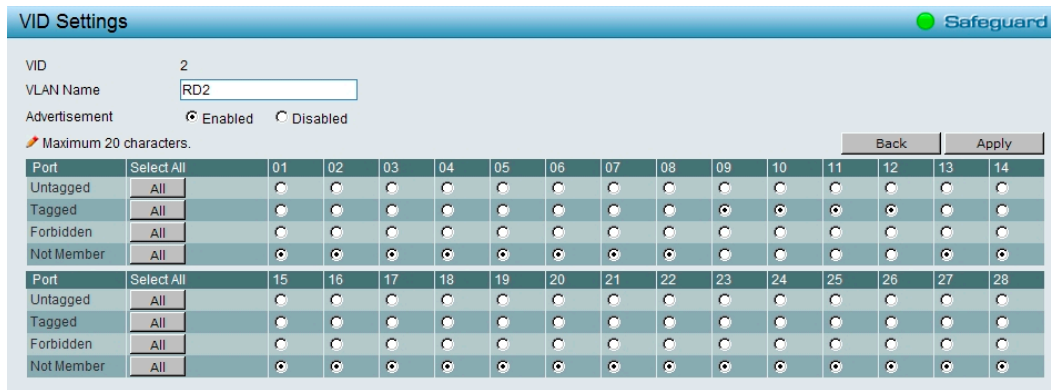 VID Settings Safeguard
VID 2
VLAN Name RD2
Advertisement Enabled Disabled
Maximum 20 characters. Back Apply
Port Select All 01 02 03 04 05 06 07 08 09 10 11 12 13 14
Untagged All
Tagged All
Forbidden All
Not Member All
Port Select All 15 16 17 18 19 20 21 22 23 24 25 26 27 28
Untagged All
Tagged All
Forbidden All
Not Member All